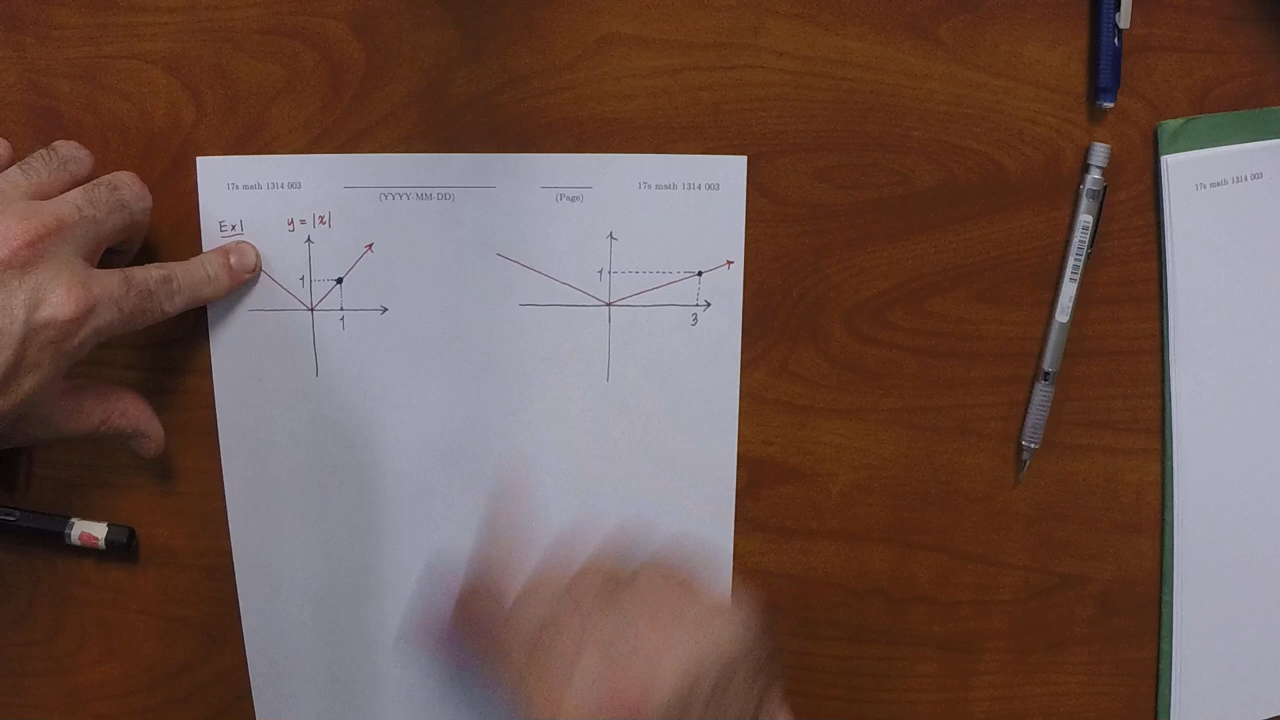 17s math 1314 003
(YYYY-MM-DD)
(Page)
17s math 1314 003
Ex1
y = |x|
1
1
1
3
17s math 1314 003